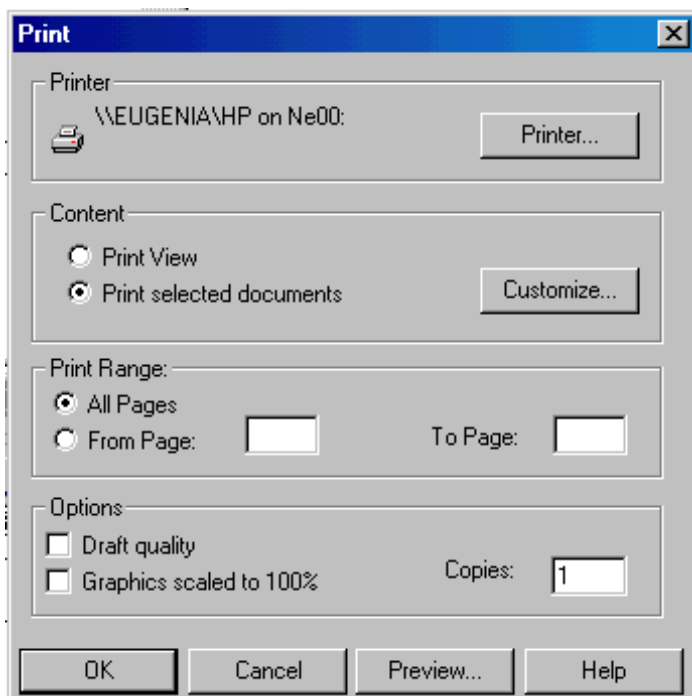 Print
Printer
\\EUGENIA\HP on Ne00:
Printer...
Content
Print View
Print selected documents
Customize...
Print Range:
All Pages
From Page:
To Page:
Options
Draft quality
Graphics scaled to 100%
Copies:
1
OK
Cancel
Preview...
Help